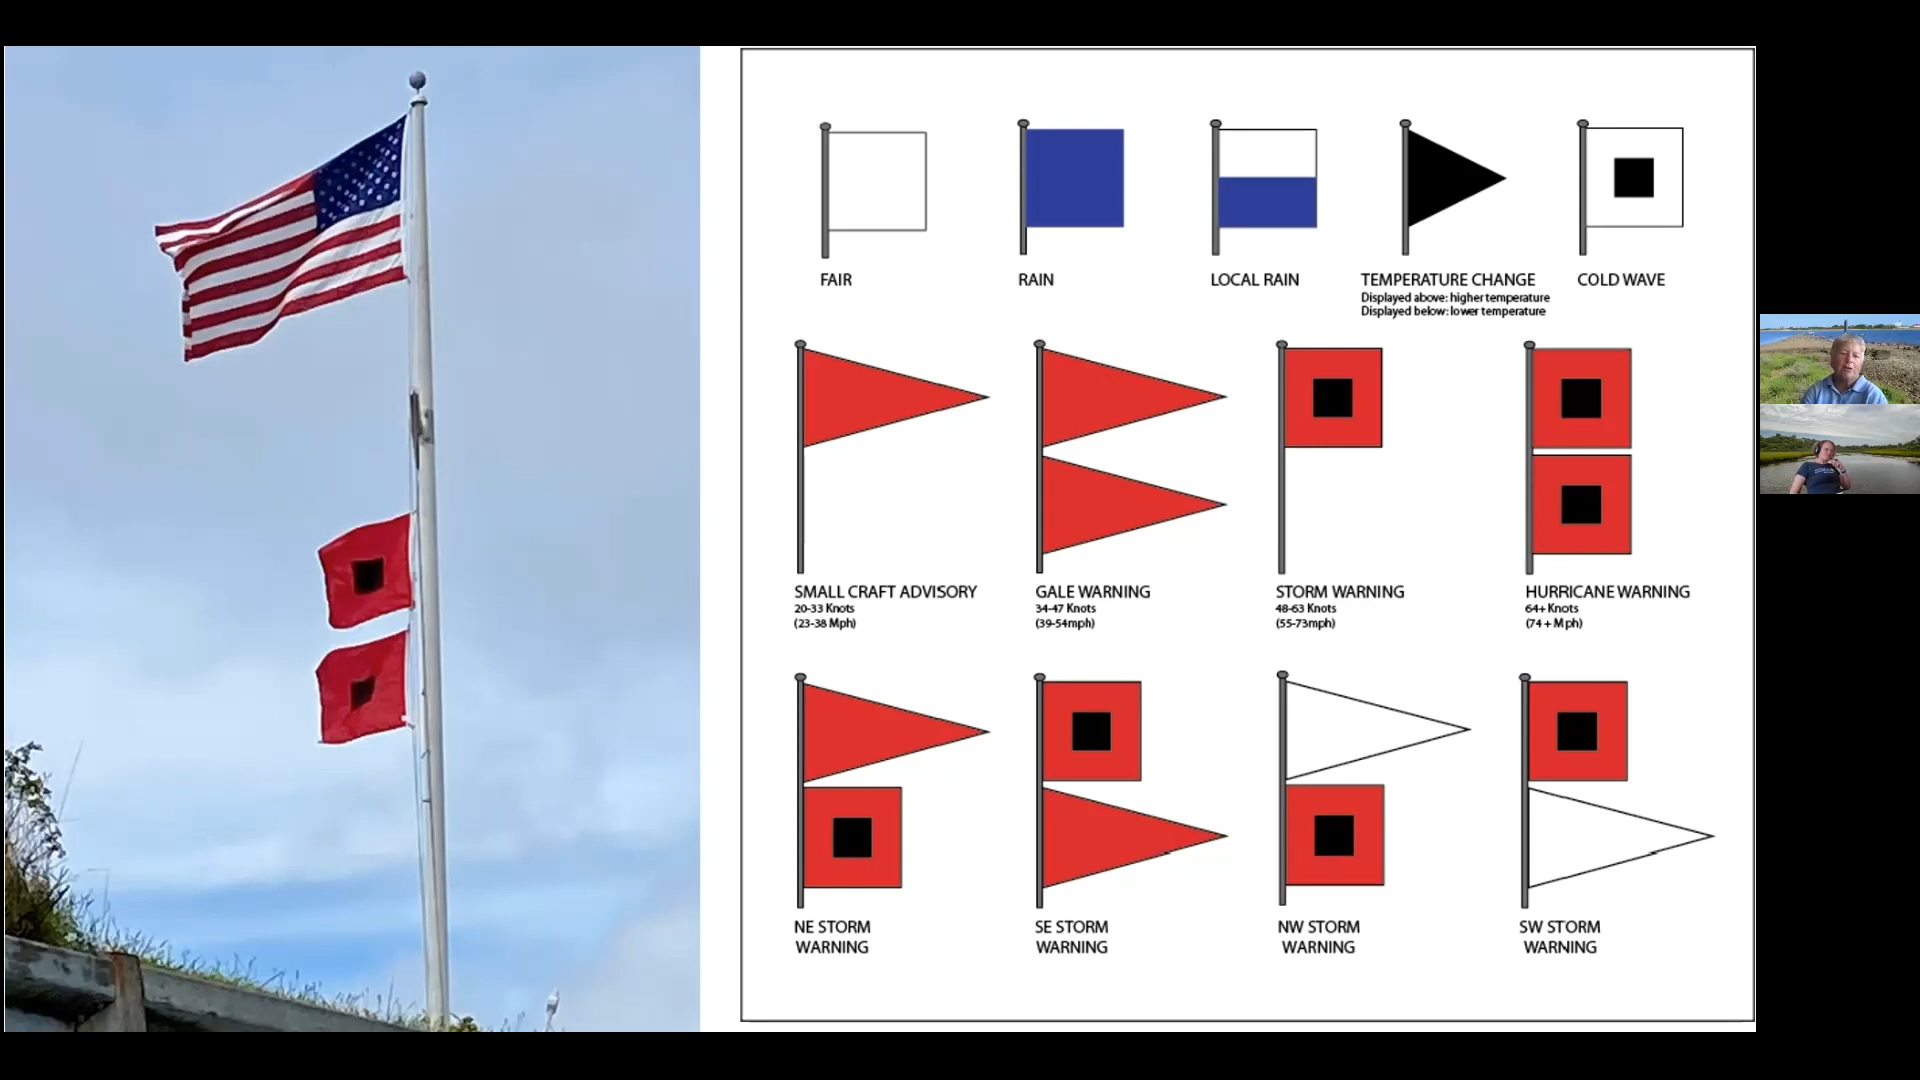 FAIR
RAIN
LOCAL RAIN
TEMPERATURE CHANGE
Displayed above: higher temperature
Displayed below: lower temperature
COLD WAVE
SMALL CRAFT ADVISORY
20-33 Knots
(23-38 Mph)
GALE WARNING
34-47 Knots
(39-54mph)
STORM WARNING
48-63 Knots
(55-73mph)
HURRICANE WARNING
64+ Knots
(74 + Mph)
NE STORM
WARNING
SE STORM
WARNING
NW STORM
WARNING
SW STORM
WARNING